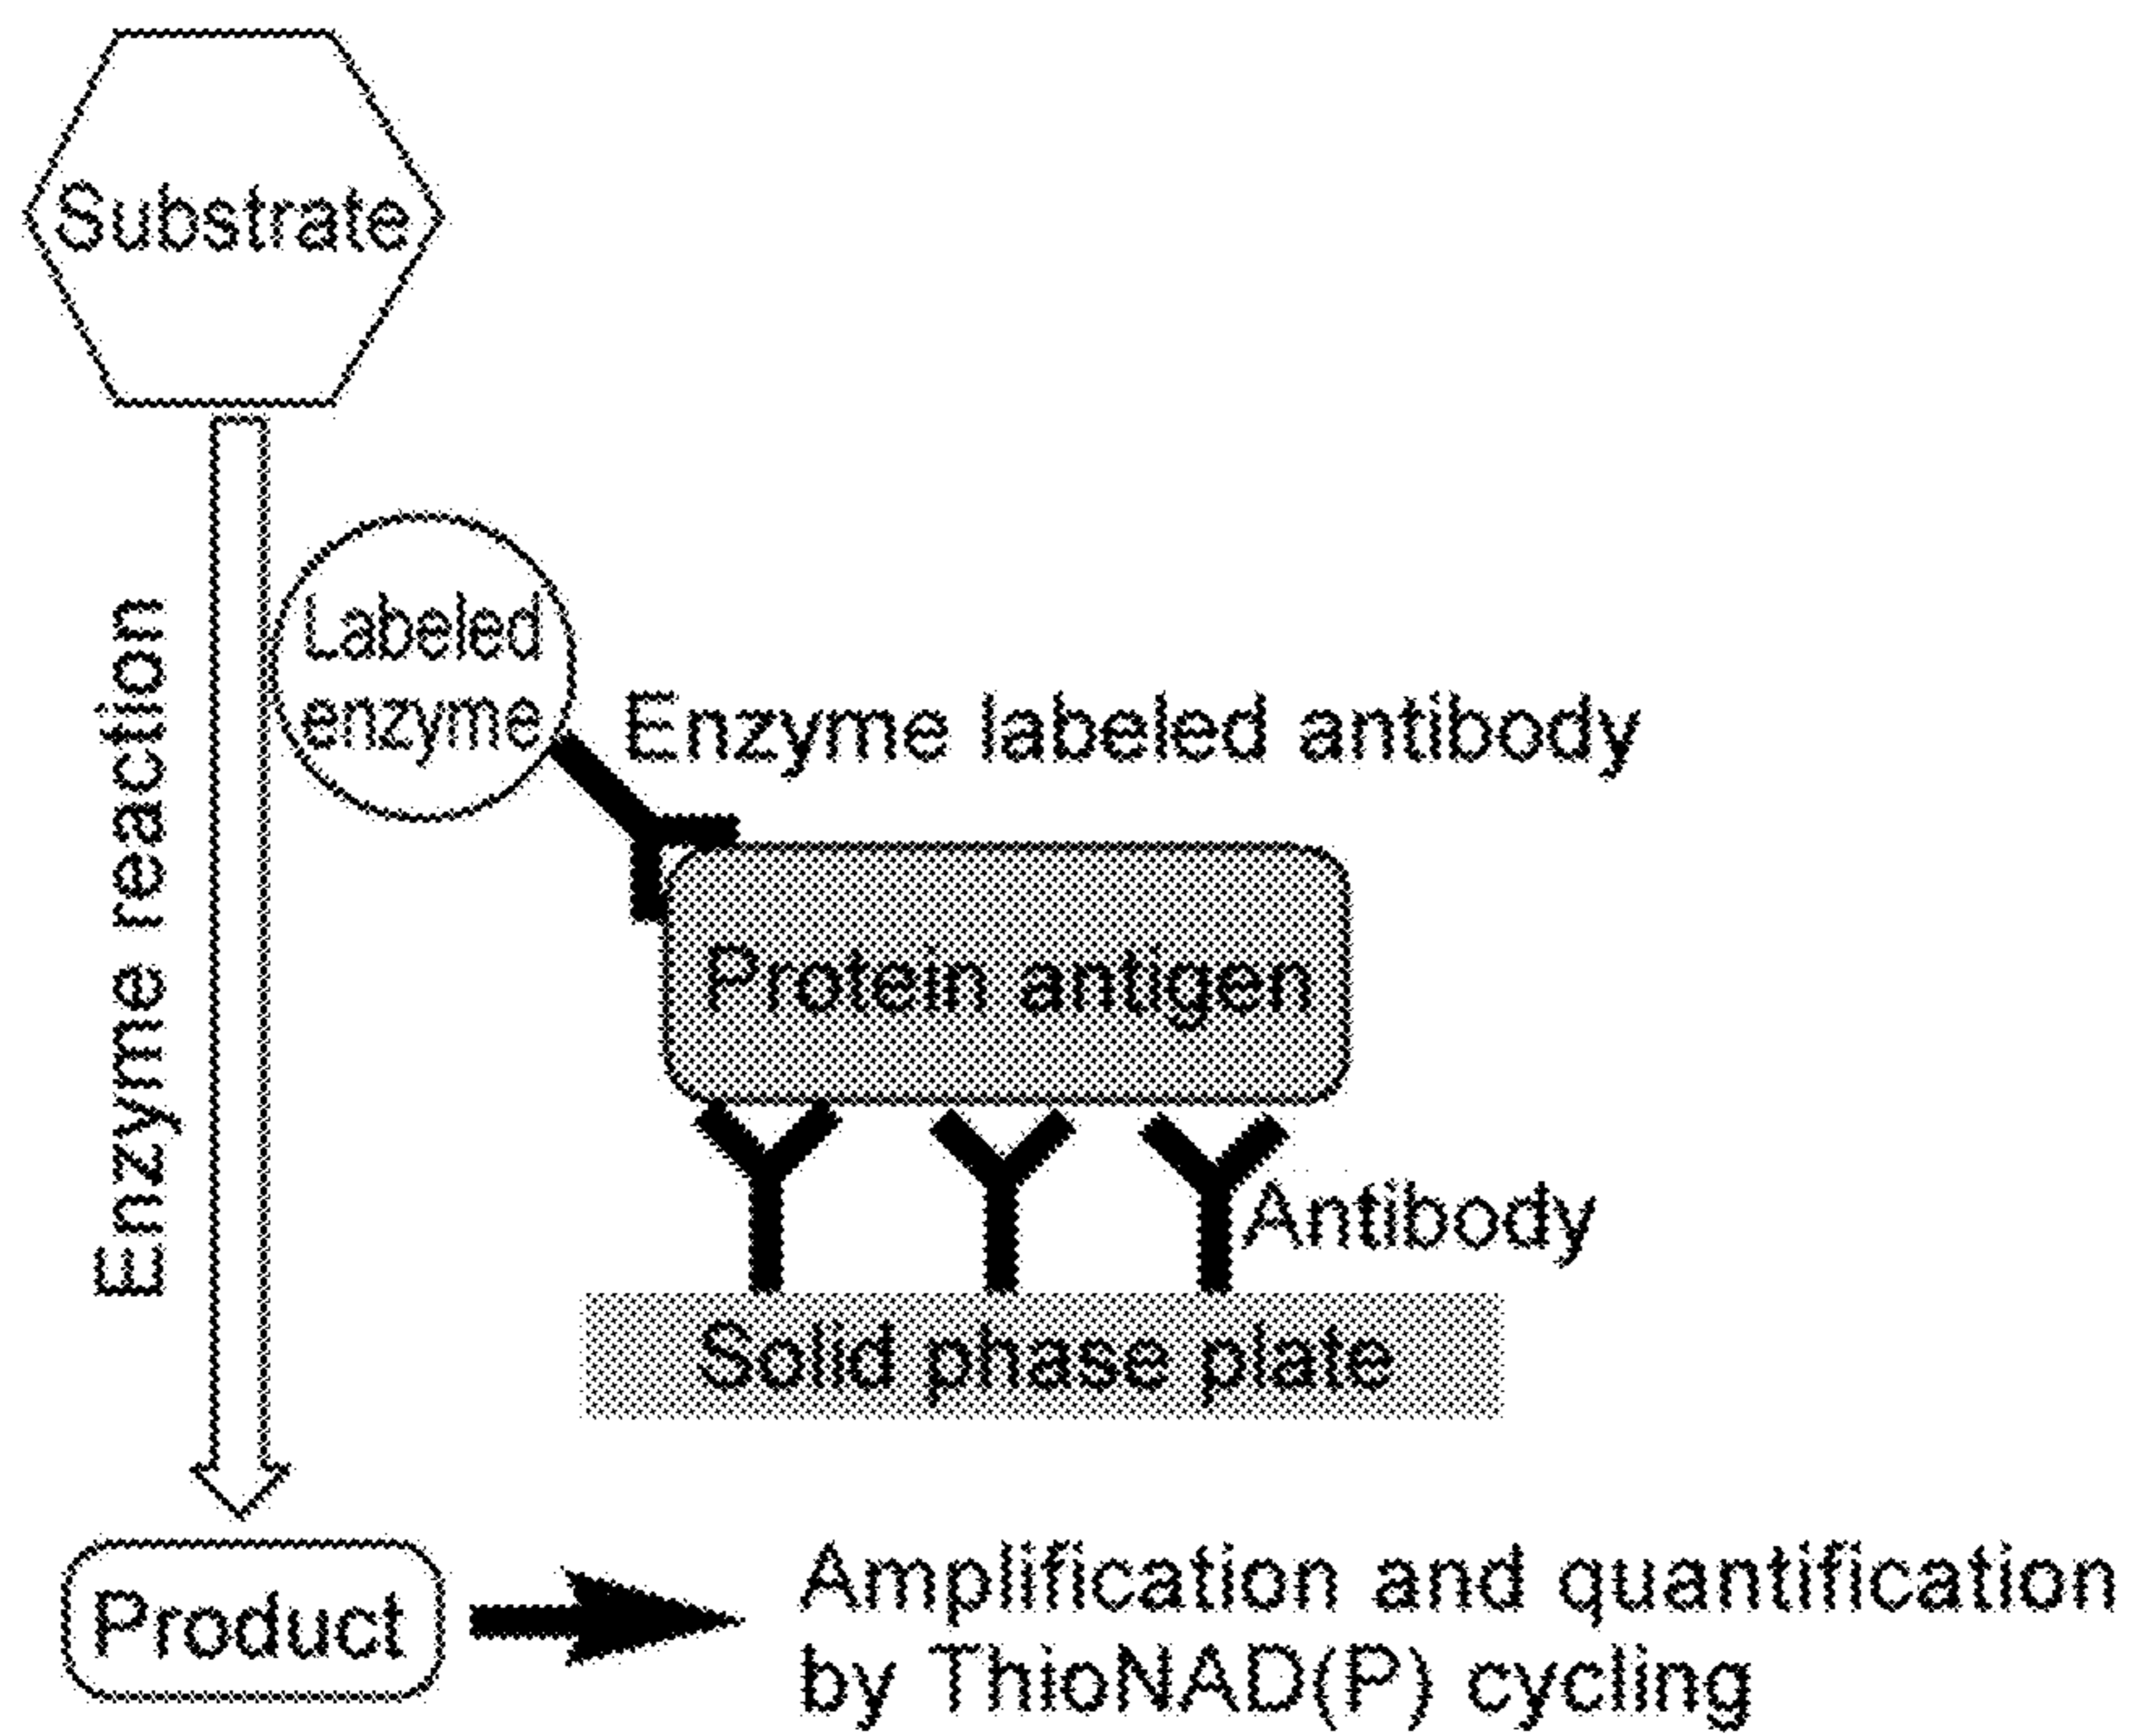 Substrate
Labeled
enzyme
Enzyme reaction
Enzyme labeled antibody
Protein antigen
Antibody
Solid phase plate
Product
Amplification and quantification
by ThioNAD(P) cycling